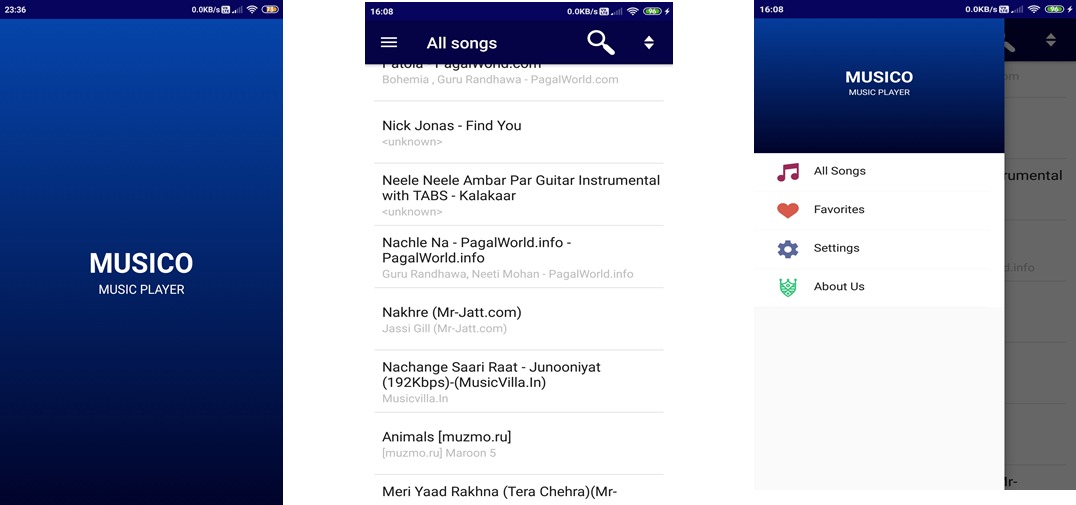 23:36
0.0KB/s
73
MUSICO
MUSIC PLAYER
16:08
0.0KB/s
96
All songs
Patola - PagalWorld.com
Bohemia , Guru Randhawa - PagalWorld.com
Nick Jonas - Find You
<unknown>
Neele Neele Ambar Par Guitar Instrumental
with TABS - Kalakaar
<unknown>
Nachle Na - PagalWorld.info -
PagalWorld.info
Guru Randhawa, Neeti Mohan - PagalWorld.info
Nakhre (Mr-Jatt.com)
Jassi Gill (Mr-Jatt.com)
Nachange Saari Raat - Junooniyat
(192Kbps)-(MusicVilla.In)
Musicvilla.In
Animals [muzmo.ru]
[muzmo.ru] Maroon 5
Meri Yaad Rakhna (Tera Chehra)(Mr-
16:08
0.0KB/s
96
MUSICO
MUSIC PLAYER
All Songs
Favorites
Settings
About Us
om
rumental
d.info
Mr-